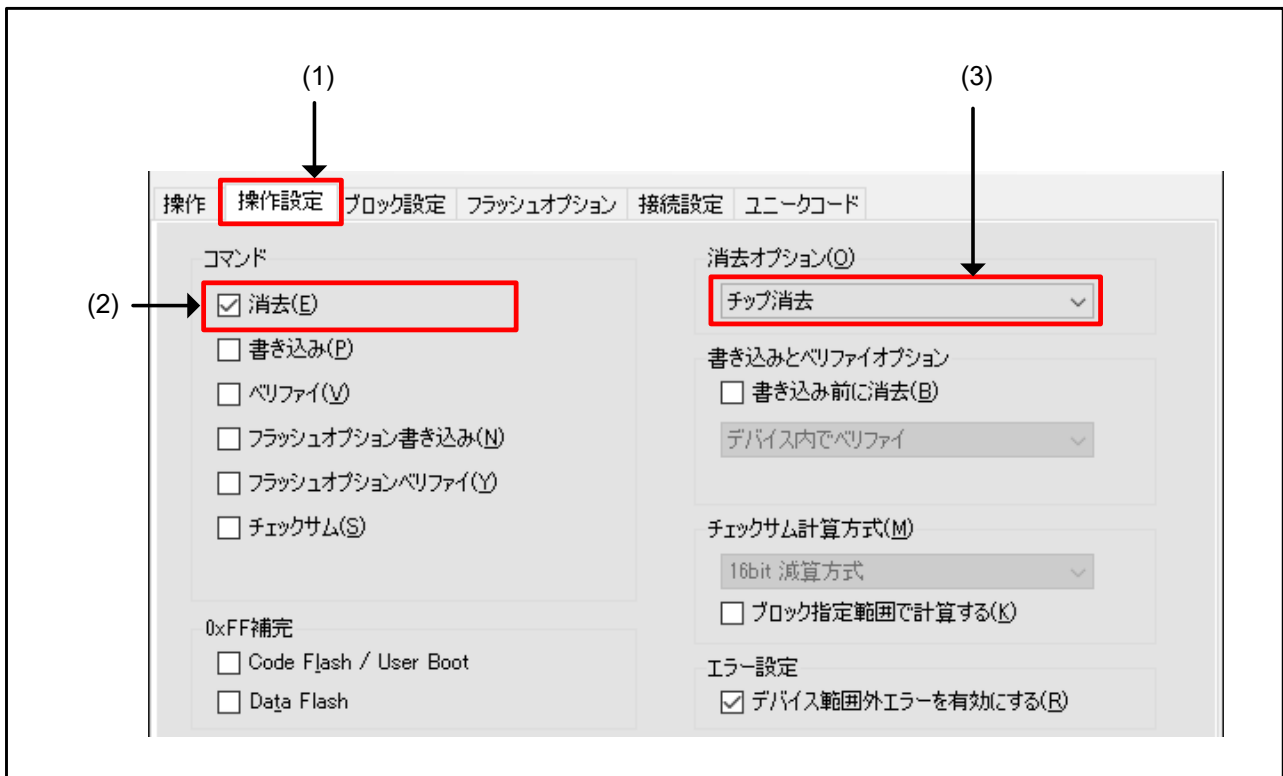 (1)
(3)
操作 操作設定 ブロック設定 フラッシュオプション 接続設定 ユニークコード
コマンド
(2)
消去(E)
書き込み(P)
ベリファイ(V)
フラッシュオプション書き込み(N)
フラッシュオプションベリファイ(Y)
チェックサム(S)
0xFF補完
Code Flash / User Boot
Data Flash
消去オプション(O)
チップ消去
書き込みとベリファイオプション
書き込み前に消去(B)
デバイス内でベリファイ
チェックサム計算方式(M)
16bit 減算方式
ブロック指定範囲で計算する(K)
エラー設定
デバイス範囲外エラーを有効にする(R)